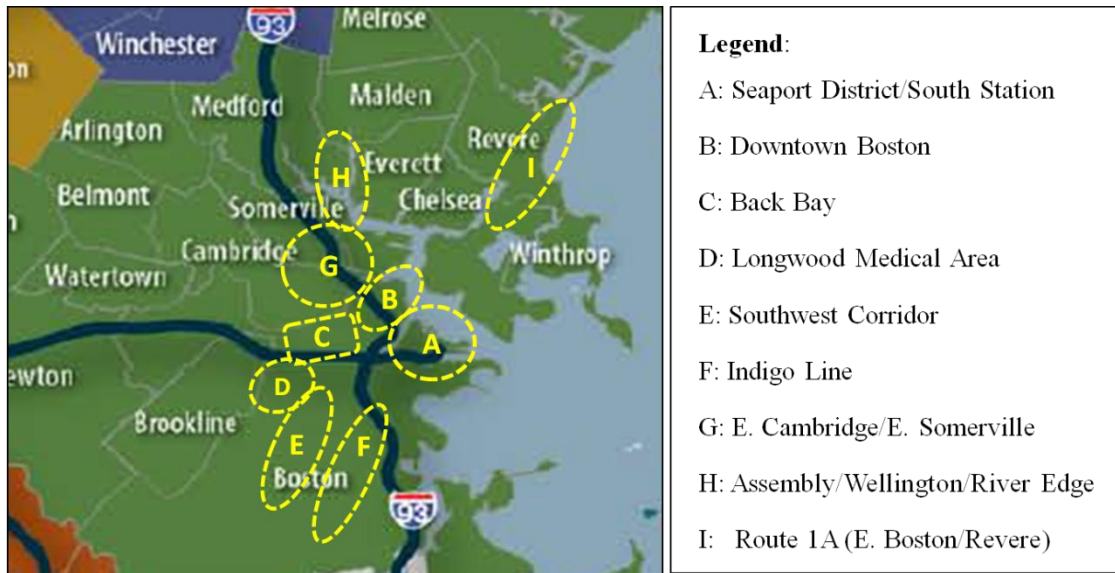 93
Melrose
Winchester
on
Medford
Malden
Arlington
Revere
I
Everett
H
Belmont
Chelsea
Somerville
n
Cambridge
Winthrop
Watertown
G
B
C
A
ewton
D
Brookline
E
F
Boston
93
Legend:
A: Seaport District/South Station
B: Downtown Boston
C: Back Bay
D: Longwood Medical Area
E: Southwest Corridor
F: Indigo Line
G: E. Cambridge/E. Somerville
H: Assembly/Wellington/River Edge
I: Route 1A (E. Boston/Revere)